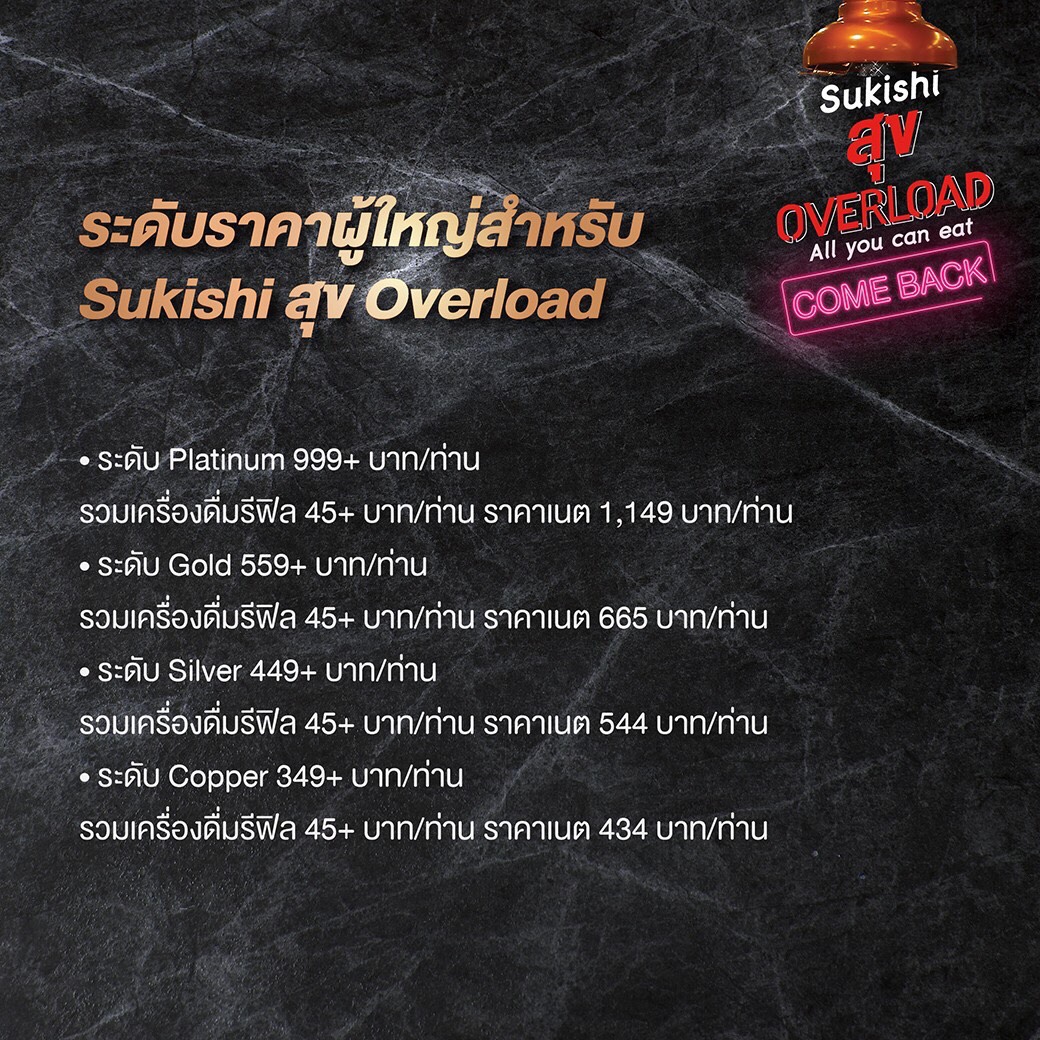 Sukishi
สุข
OVERLOAD
All you can eat
COME BACK
ระดับราคาผู้ใหญ่สำหรับ
Sukishi สุข Overload
• ระดับ Platinum 999+ บาท/ท่าน
รวมเครื่องดื่มรีฟิล 45+ บาท/ท่าน ราคาเนต 1,149 บาท/ท่าน
• ระดับ Gold 559+ บาท/ท่าน
รวมเครื่องดื่มรีฟิล 45+ บาท/ท่าน ราคาเนต 665 บาท/ท่าน
• ระดับ Silver 449+ บาท/ท่าน
รวมเครื่องดื่มรีฟิล 45+ บาท/ท่าน ราคาเนต 544 บาท/ท่าน
• ระดับ Copper 349+ บาท/ท่าน
รวมเครื่องดื่มรีฟิล 45+ บาท/ท่าน ราคาเนต 434 บาท/ท่าน